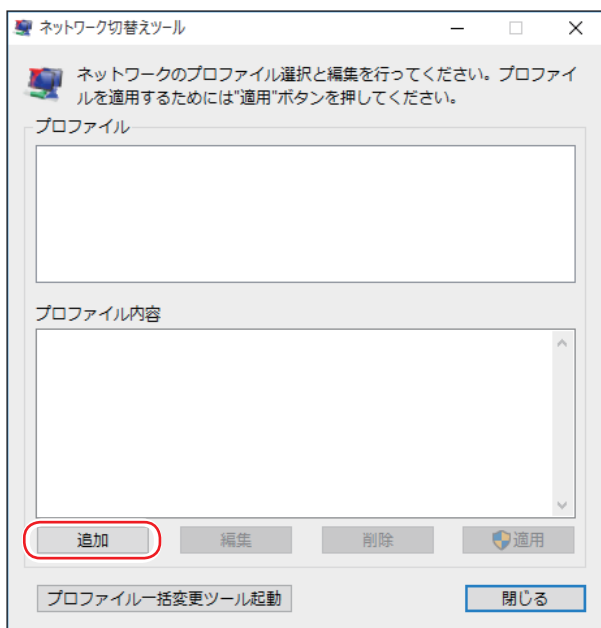 ネットワーク切替えツール
ネットワークのプロファイル選択と編集を行ってください。プロファイ
ルを適用するためには"適用"ボタンを押してください。
プロファイル
プロファイル内容
追加 編集 削除 適用
プロファイル一括変更ツール起動 閉じる